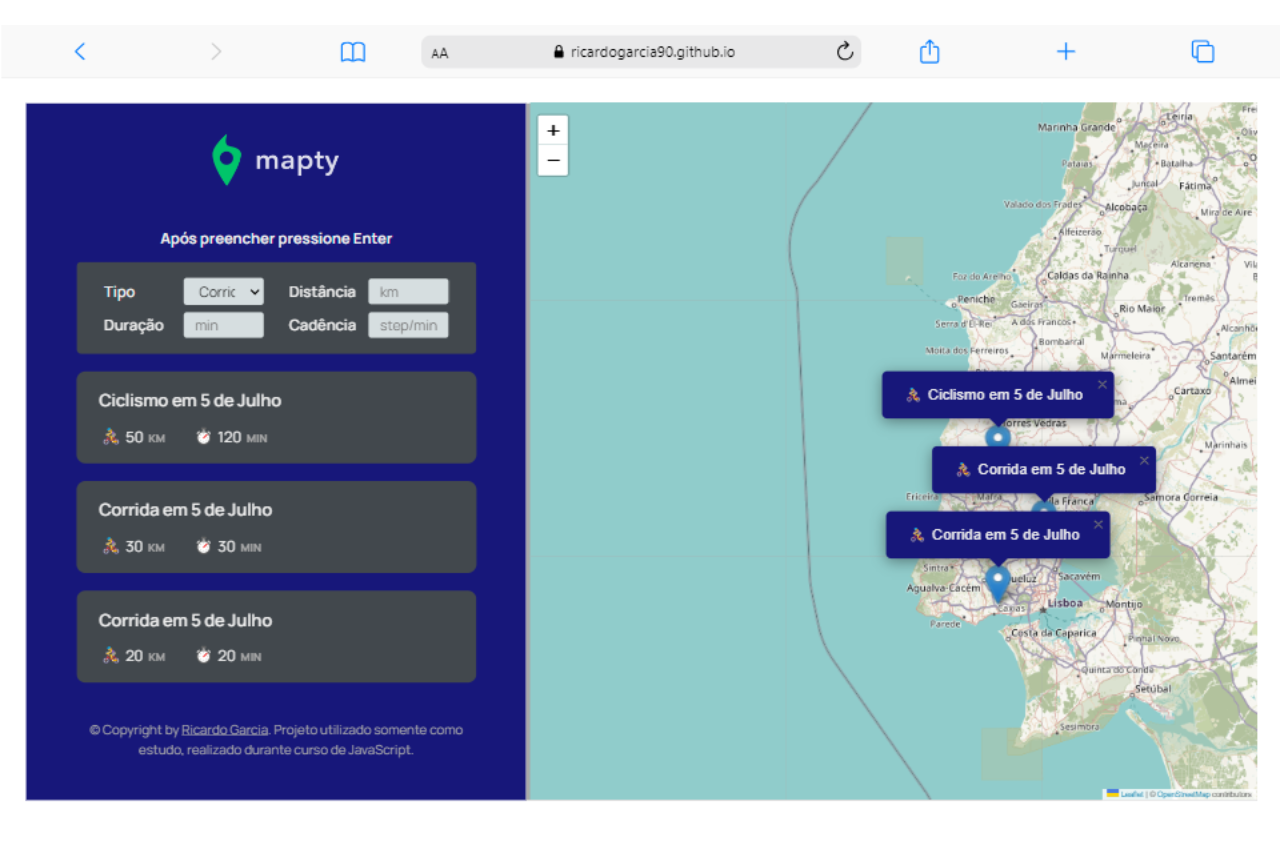 AA
ricardogarcia90.github.io
mapty
Após preencher pressione Enter
Tipo
Corric
Distância
km
Duração
min
Cadência
step/min
Ciclismo em 5 de Julho
50 KM
120 MIN
Corrida em 5 de Julho
30 KM
30 MIN
Corrida em 5 de Julho
20 KM
20 MIN
© Copyright by Ricardo Garcia. Projeto utilizado somente como
estudo, realizado durante curso de JavaScript.
+
−
Marinha Grande
Leiria
Maceira
Pataias
Batalha
Juncal
Fátima
Valado dos Frades
Alcobaça
Mira de Aire
Alfeizerão
Turquel
Alcanena
Foz do Arelho
Caldas da Rainha
Peniche
Gaeiras
Rio Maior
Serra d'El-Rei
A dos Francos
Bombarral
Moita dos Ferreiros
Marmeleira
Santarém
Ciclismo em 5 de Julho
×
Cartaxo
Torres Vedras
Marinhais
Corrida em 5 de Julho
×
Ericeira
Mafra
Samora Correia
Corrida em 5 de Julho
×
Sintra
Sacavém
Agualva-Cacém
Caxias
Lisboa
Montijo
Parede
Costa da Caparica
Pinhal Novo
Quinta do Conde
Setúbal
Sesimbra
Leaflet | © OpenStreetMap contributors